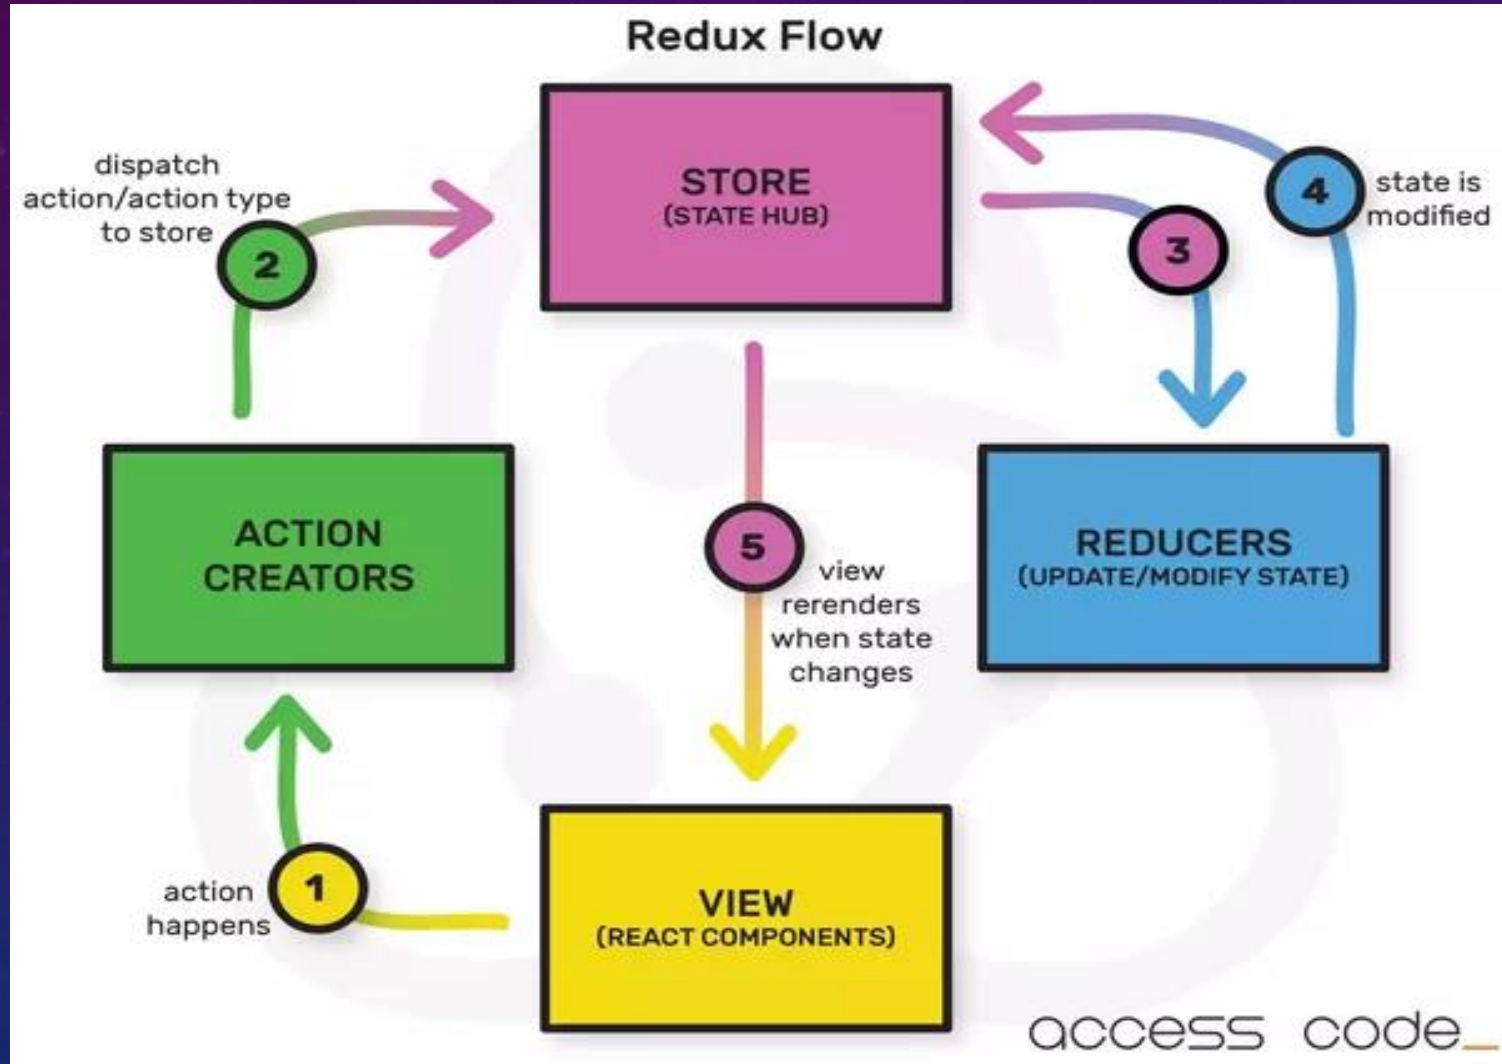 Redux Flow
STORE
(STATE HUB)
dispatch
action/action type
to store
2
4
state is
modified
3
ACTION
CREATORS
5
view
rerenders
when state
changes
REDUCERS
(UPDATE/MODIFY STATE)
1
action
happens
VIEW
(REACT COMPONENTS)
access code_